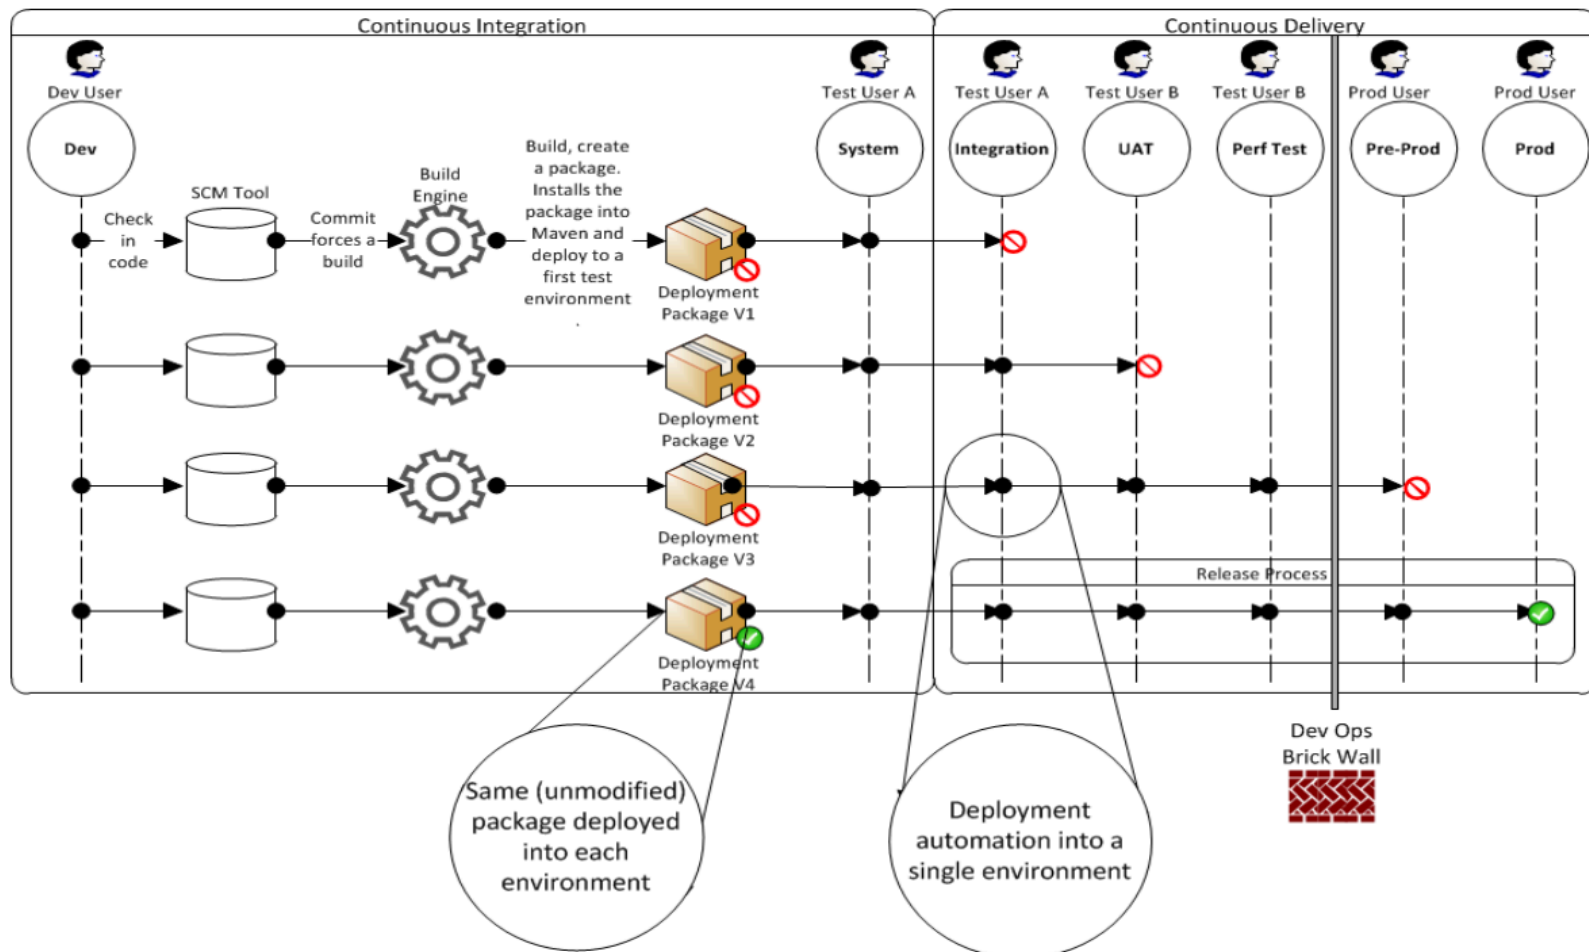 Continuous Integration
Continuous Delivery
Dev User
Test User A
Test User A
Test User B
Test User B
Prod User
Prod User
Dev
System
Integration
UAT
Perf Test
Pre-Prod
Prod
SCM Tool
Build
Engine
Build, create
a package.
Installs the
package into
Maven and
deploy to a
first test
environment
.
Check
in
code
Commit
forces a
build
Deployment
Package V1
Deployment
Package V2
Deployment
Package V3
Release Process
Deployment
Package V4
Dev Ops
Brick Wall
Same (unmodified)
package deployed
into each
environment
Deployment
automation into a
single environment